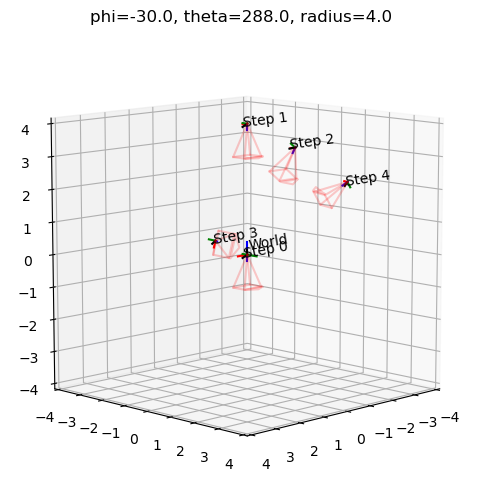 phi=-30.0, theta=288.0, radius=4.0
Step 1
Step 2
Step 4
Step 3
World
Step 0
4
3
2
1
0
−1
−2
−3
−4
−4 −3 −2 −1 0 1 2 3 4
4 3 2 1 0 −1 −2 −3 −4